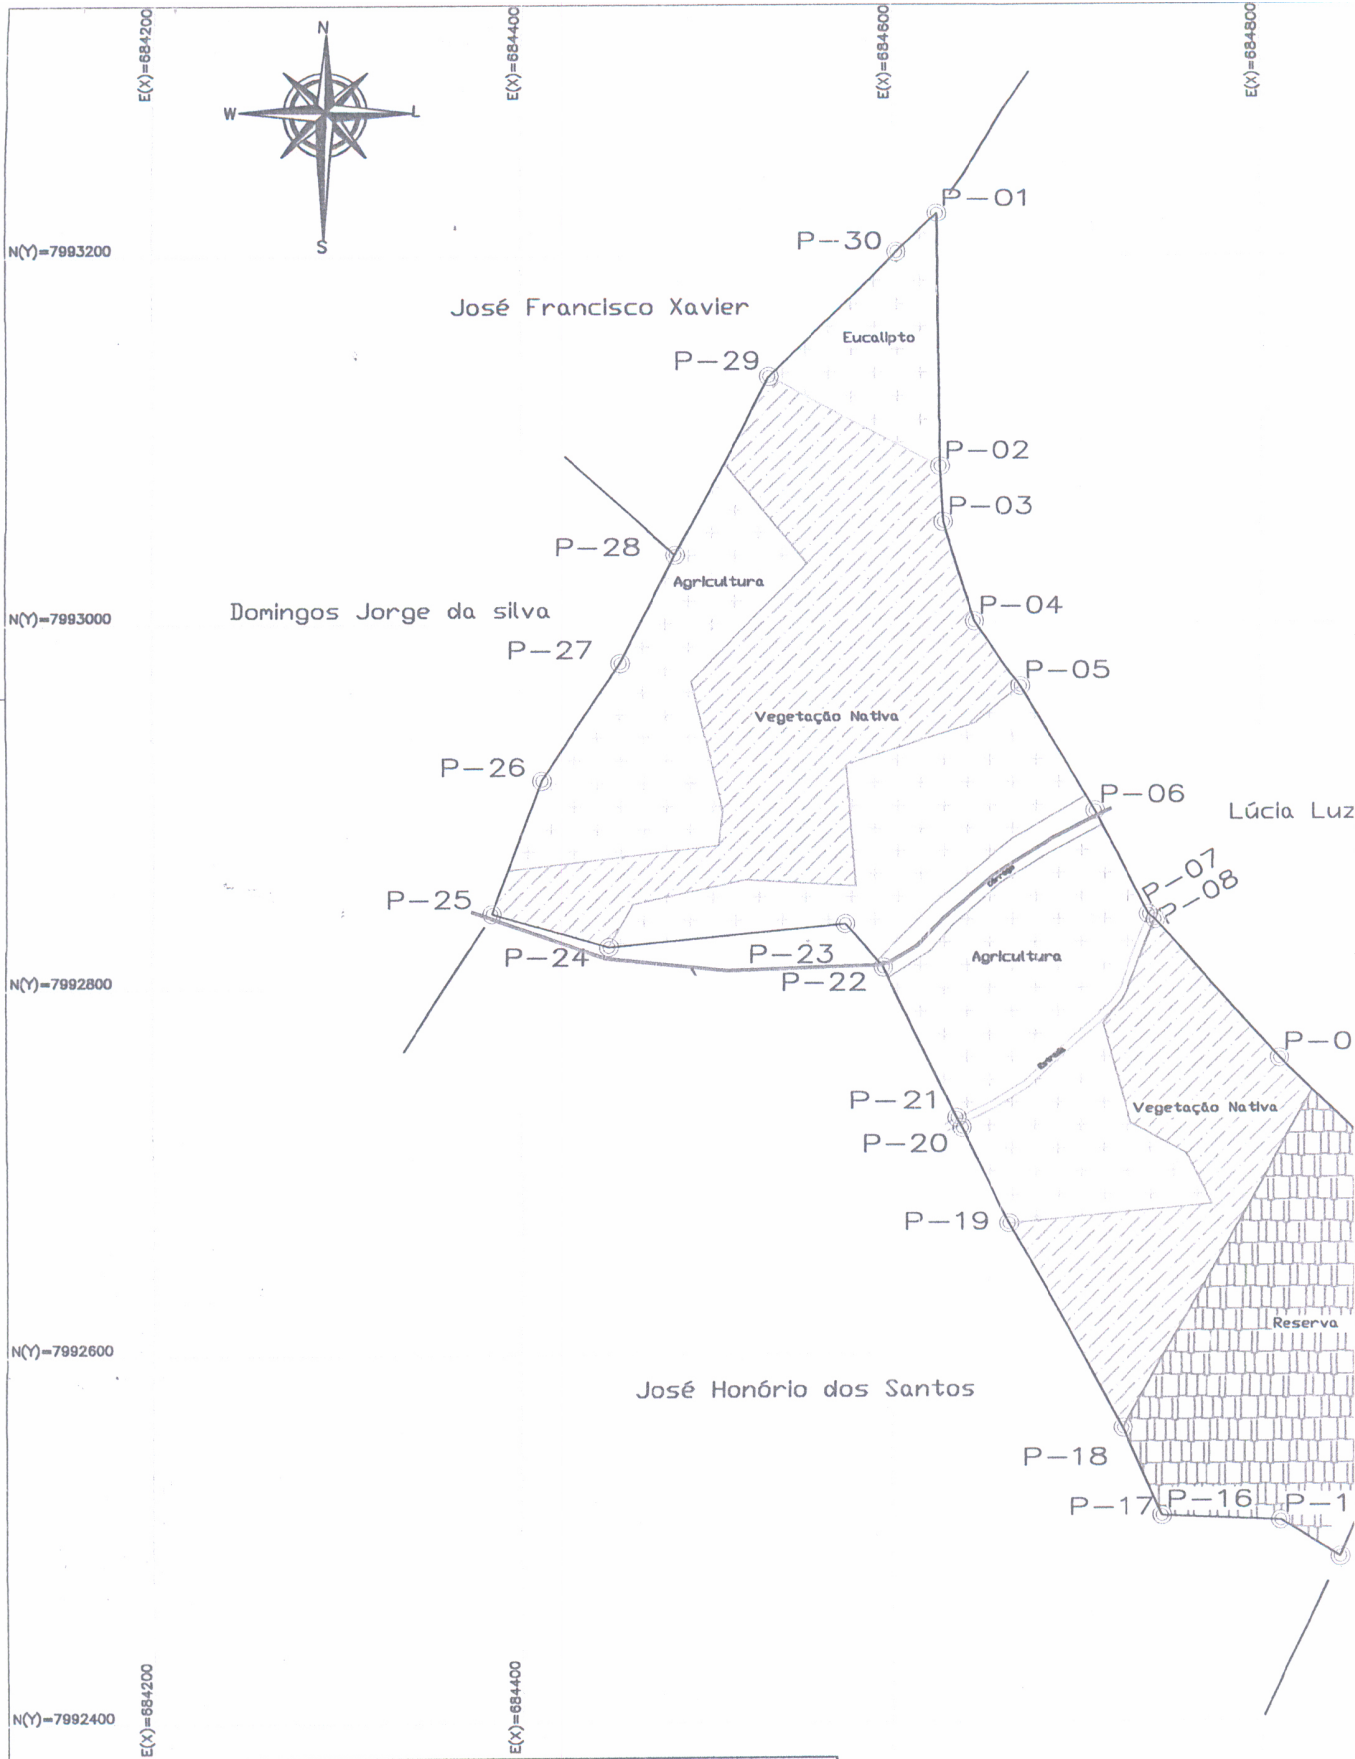 E(X)=684200
E(X)=684400
E(X)=684600
E(X)=684800
N
W
L
S
P-01
P-30
N(Y)=7993200
José Francisco Xavier
Eucalipto
P-29
P-02
P-03
P-28
Agricultura
Domingos Jorge da silva
P-04
N(Y)=7993000
P-27
P-05
Vegetação Nativa
P-26
P-06
Lúcia Luz
Córrego
P-07
P-08
P-25
P-24
P-23
P-22
Agricultura
N(Y)=7992800
P-0
Estrada
P-21
Vegetação Nativa
P-20
P-19
Reserva
N(Y)=7992600
José Honório dos Santos
P-18
P-17
P-16
P-1
E(X)=684200
E(X)=684400
N(Y)=7992400